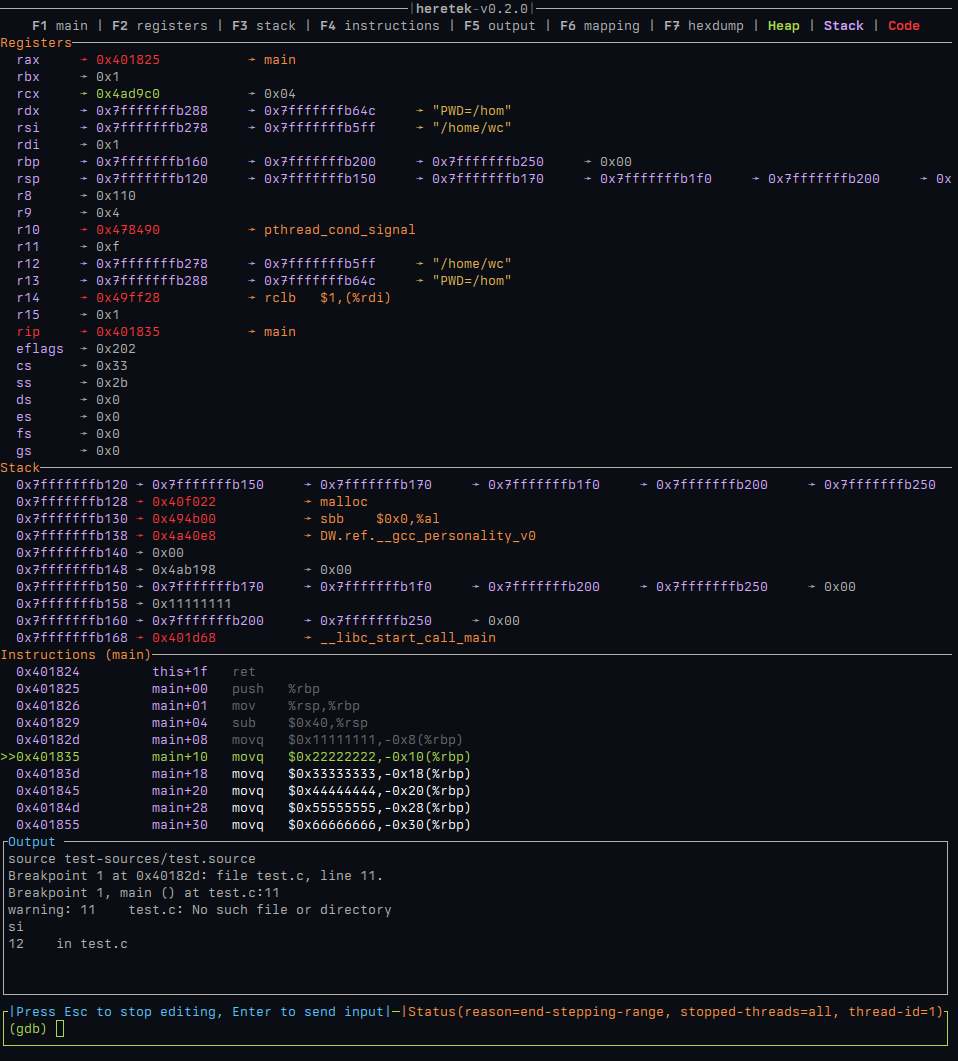 |heretek-v0.2.0|
F1 main | F2 registers | F3 stack | F4 instructions | F5 output | F6 mapping | F7 hexdump | Heap | Stack | Code
Registers
rax → 0x401825 → main
rbx → 0x1
rcx → 0x4ad9c0 → 0x04
rdx → 0x7fffffffb288 → 0x7fffffffb64c → "PWD=/hom"
rsi → 0x7fffffffb278 → 0x7fffffffb5ff → "/home/wc"
rdi → 0x1
rbp → 0x7fffffffb160 → 0x7fffffffb200 → 0x7fffffffb250 → 0x00
rsp → 0x7fffffffb120 → 0x7fffffffb150 → 0x7fffffffb170 → 0x7fffffffb1f0 → 0x7fffffffb200 → 0x
r8 → 0x110
r9 → 0x4
r10 → 0x478490 → pthread_cond_signal
r11 → 0xf
r12 → 0x7fffffffb278 → 0x7fffffffb5ff → "/home/wc"
r13 → 0x7fffffffb288 → 0x7fffffffb64c → "PWD=/hom"
r14 → 0x49ff28 → rclb $1,(%rdi)
r15 → 0x1
rip → 0x401835 → main
eflags → 0x202
cs → 0x33
ss → 0x2b
ds → 0x0
es → 0x0
fs → 0x0
gs → 0x0
Stack
0x7fffffffb120 → 0x7fffffffb150 → 0x7fffffffb170 → 0x7fffffffb1f0 → 0x7fffffffb200 → 0x7fffffffb250
0x7fffffffb128 → 0x40f022 → malloc
0x7fffffffb130 → 0x494b00 → sbb $0x0,%al
0x7fffffffb138 → 0x4a40e8 → DW.ref.__gcc_personality_v0
0x7fffffffb140 → 0x00
0x7fffffffb148 → 0x4ab198 → 0x00
0x7fffffffb150 → 0x7fffffffb170 → 0x7fffffffb1f0 → 0x7fffffffb200 → 0x7fffffffb250 → 0x00
0x7fffffffb158 → 0x11111111
0x7fffffffb160 → 0x7fffffffb200 → 0x7fffffffb250 → 0x00
0x7fffffffb168 → 0x401d68 → __libc_start_call_main
Instructions (main)
0x401824 this+1f ret
0x401825 main+00 push %rbp
0x401826 main+01 mov %rsp,%rbp
0x401829 main+04 sub $0x40,%rsp
0x40182d main+08 movq $0x11111111,-0x8(%rbp)
>>0x401835 main+10 movq $0x22222222,-0x10(%rbp)
0x40183d main+18 movq $0x33333333,-0x18(%rbp)
0x401845 main+20 movq $0x44444444,-0x20(%rbp)
0x40184d main+28 movq $0x55555555,-0x28(%rbp)
0x401855 main+30 movq $0x66666666,-0x30(%rbp)
Output
source test-sources/test.source
Breakpoint 1 at 0x40182d: file test.c, line 11.
Breakpoint 1, main () at test.c:11
warning: 11 test.c: No such file or directory
si
12 in test.c
|Press Esc to stop editing, Enter to send input|—|Status(reason=end-stepping-range, stopped-threads=all, thread-id=1)
(gdb)